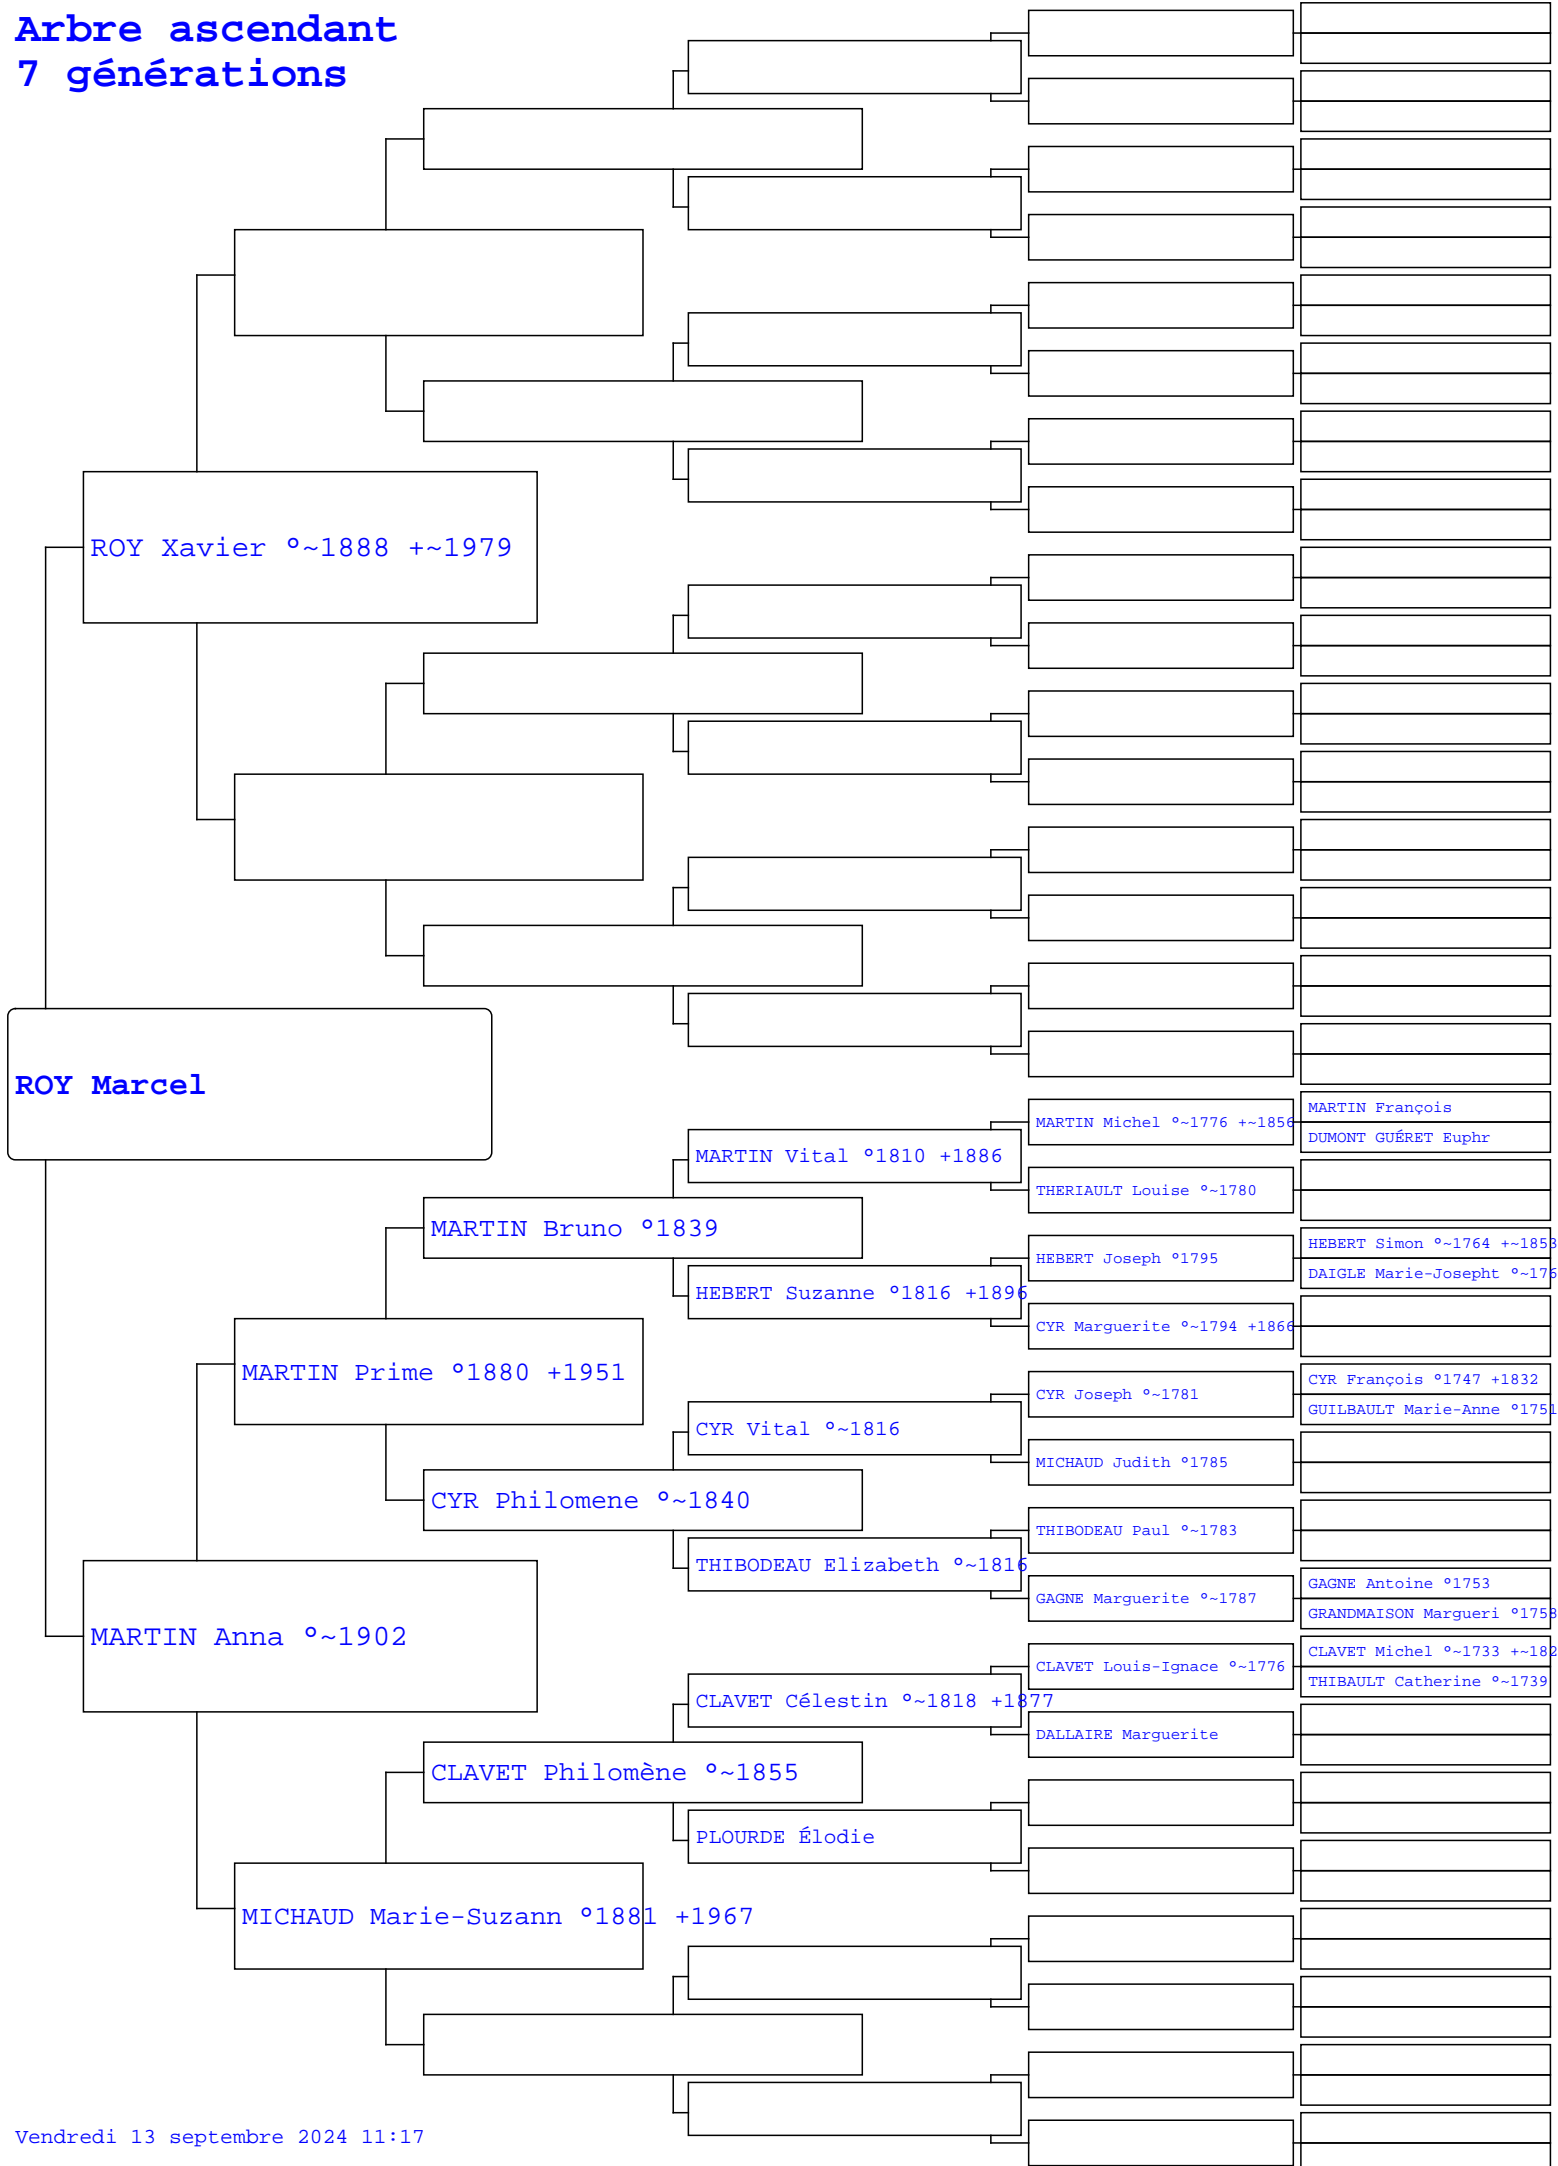 Arbre ascendant
7 générations
ROY Xavier °~1888 +~1979
ROY Marcel
MARTIN François
MARTIN Michel °~1776 +~1856
DUMONT GUÉRET Euphr
MARTIN Vital °1810 +1886
THERIAULT Louise °~1780
MARTIN Bruno °1839
HEBERT Simon °~1764 +~1853
HEBERT Joseph °1795
DAIGLE Marie-Josepht °~176
HEBERT Suzanne °1816 +1896
CYR Marguerite °~1794 +1866
MARTIN Prime °1880 +1951
CYR François °1747 +1832
CYR Joseph °~1781
GUILBAULT Marie-Anne °1751
CYR Vital °~1816
MICHAUD Judith °1785
CYR Philomene °~1840
THIBODEAU Paul °~1783
THIBODEAU Elizabeth °~1816
GAGNE Antoine °1753
GAGNE Marguerite °~1787
GRANDMAISON Margueri °1758
MARTIN Anna °~1902
CLAVET Michel °~1733 +~182
CLAVET Louis-Ignace °~1776
THIBAULT Catherine °~1739
CLAVET Célestin °~1818 +1877
DALLAIRE Marguerite
CLAVET Philomène °~1855
PLOURDE Élodie
MICHAUD Marie-Suzann °1881 +1967
Vendredi 13 septembre 2024 11:17